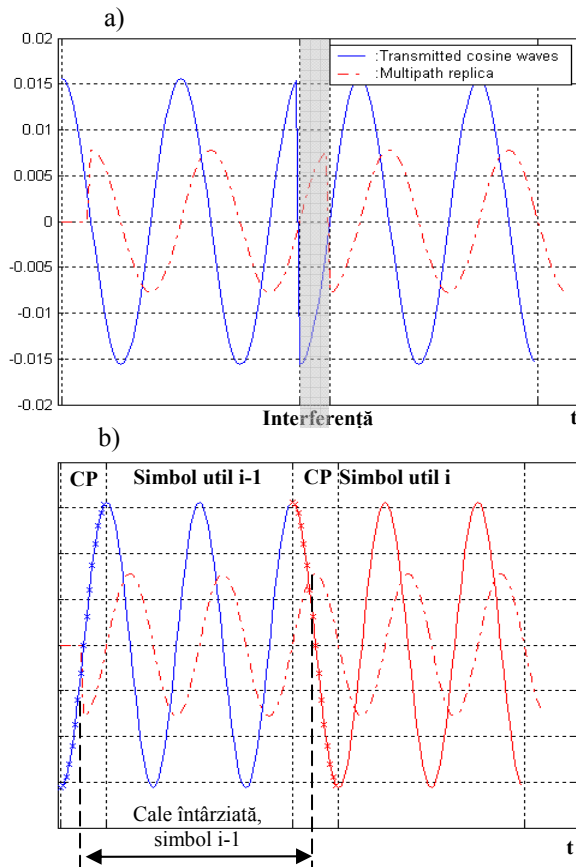 a)
0.02
:Transmitted cosine waves
:Multipath replica
0.015
0.01
0.005
0
-0.005
-0.01
-0.015
-0.02
Interferență t
b)
CP Simbol util i-1 CP Simbol util i
Cale întârziată,
simbol i-1
t